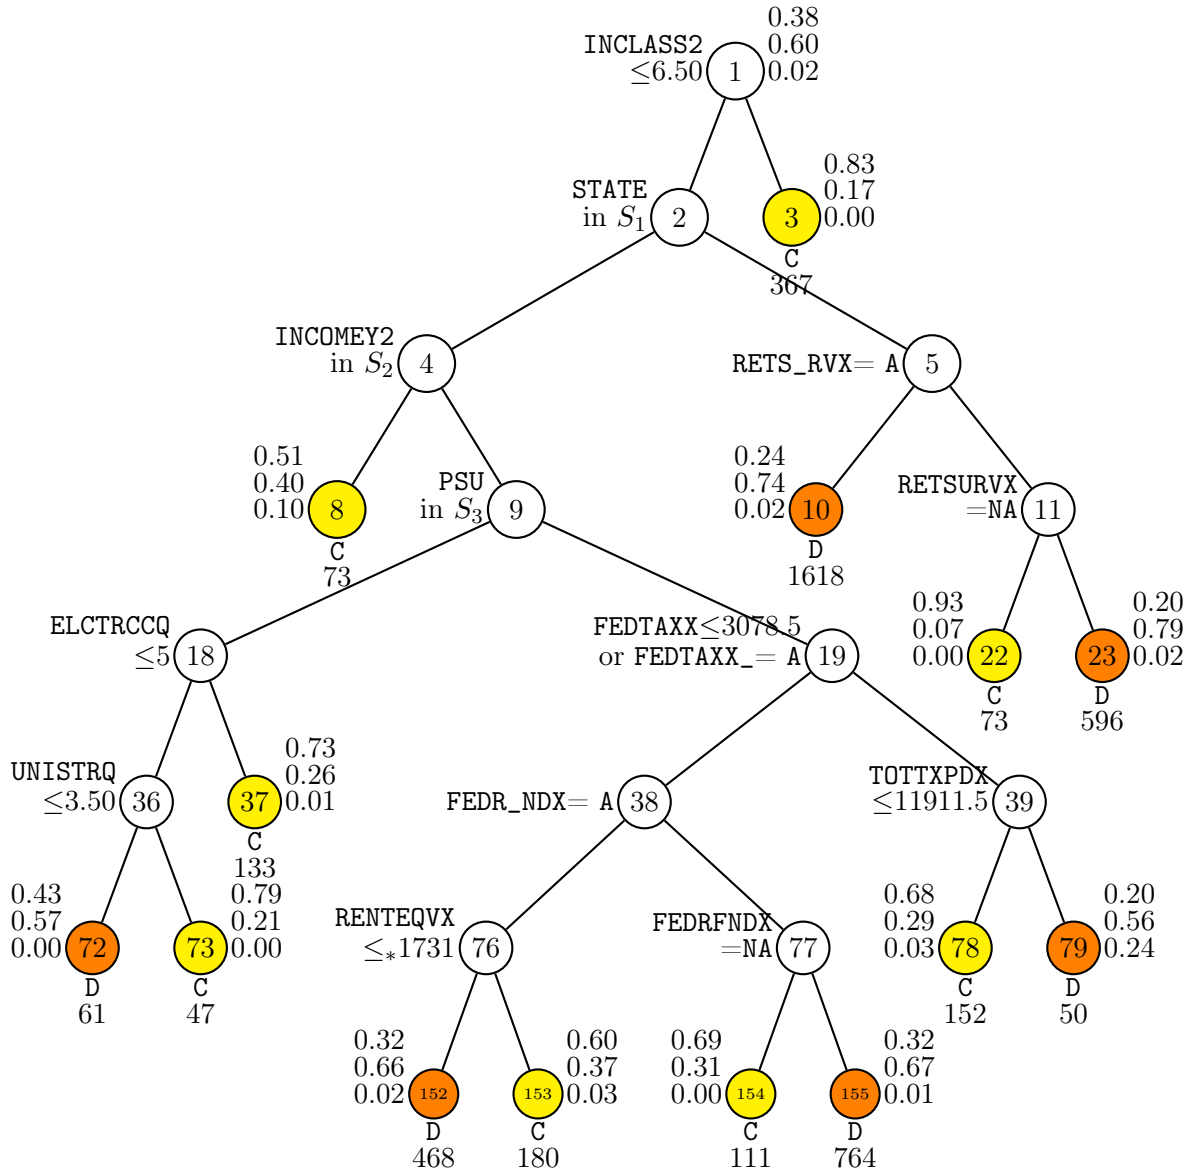 0.38
INCLASS2 0.60
≤6.50 1 0.02
0.83
STATE 0.17
in S1 2 3 0.00
C
367
INCOMEY2
in S2 4
RETS_RVX= A 5
0.51
0.40
0.10 8
C
73
PSU
in S3 9
0.24
0.74
0.02 10
D
1618
RETSURVX
=NA 11
ELCTRCCQ
≤5 18
FEDTAXX≤3078.5
or FEDTAXX_= A 19
0.93
0.07
0.00 22
C
73
0.20
0.79
23 0.02
D
596
UNISTRQ
≤3.50 36
0.73
0.26
37 0.01
C
133
FEDR_NDX= A 38
TOTTXPDX
≤11911.5 39
0.43
0.57
0.00 72
D
61
0.79
0.21
73 0.00
C
47
RENTEQVX
≤*1731 76
FEDRFNDX
=NA 77
0.68
0.29
0.03 78
C
152
0.20
0.56
79 0.24
D
50
0.32
0.66
0.02 152
D
468
0.60
0.37
153 0.03
C
180
0.69
0.31
0.00 154
C
111
0.32
0.67
155 0.01
D
764